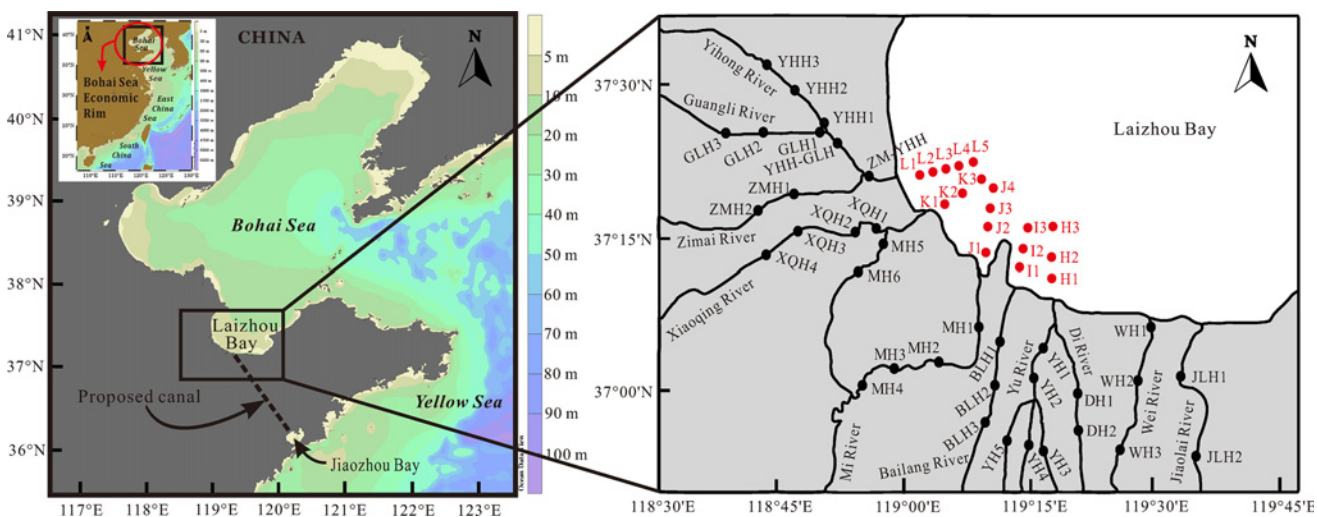 41°N
40°N
39°N
38°N
37°N
36°N
117°E
118°E
119°E
120°E
121°E
122°E
123°E
CHINA
N
Bohai
Sea
Yellow
Sea
Bohai Sea
Economic
Rim
East
China
Sea
South
China
Sea
Bohai Sea
Laizhou
Bay
Proposed canal
Yellow Sea
Jiaozhou Bay
5 m
10 m
20 m
30 m
40 m
50 m
60 m
70 m
80 m
90 m
100 m
Ocean Data View
37°30'N
37°15'N
37°00'N
118°30'E
118°45'E
119°00'E
119°15'E
119°30'E
119°45'E
N
Laizhou Bay
Yihong River
YHH3
YHH2
YHH1
Guangli River
GLH3
GLH2
GLH1
YHH-GLH
ZM-YHH
ZMH1
ZMH2
Zimai River
XQH1
XQH2
XQH3
XQH4
Xiaoqing River
MH5
MH6
MH1
MH2
MH3
MH4
Mi River
BLH1
BLH2
BLH3
Bailang River
Yu River
YH1
YH2
YH3
YH4
YH5
Di River
DH1
DH2
WH1
WH2
WH3
Wei River
JLH1
JLH2
Jiaolai River
L1
L2
L3
L4
L5
K1
K2
K3
J4
J3
J2
J1
I3
I2
I1
H3
H2
H1